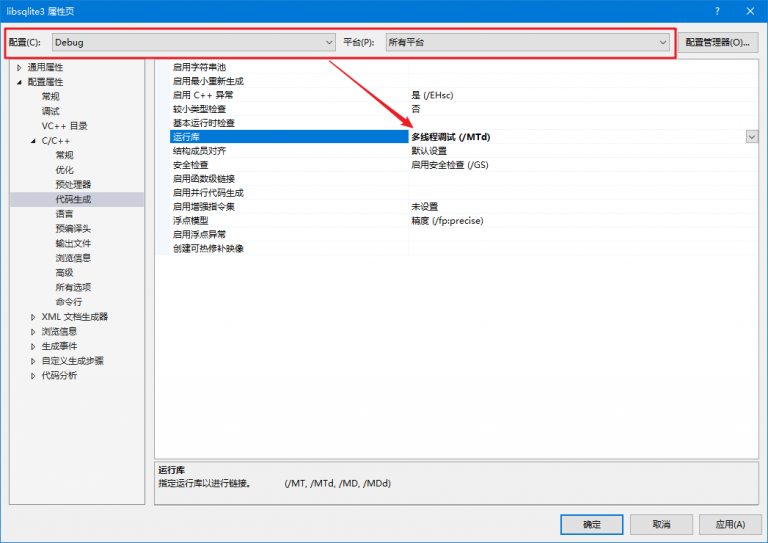 libsqlite3 属性页
配置(C): Debug 平台(P): 所有平台 配置管理器(O)...
通用属性
配置属性
常规
调试
VC++ 目录
C/C++
常规
优化
预处理器
代码生成
语言
预编译头
输出文件
浏览信息
高级
所有选项
命令行
XML 文档生成器
浏览信息
生成事件
自定义生成步骤
代码分析
启用字符串池
启用最小重新生成
启用 C++ 异常 是 (/EHsc)
较小类型检查 否
基本运行时检查
运行库 多线程调试 (/MTd)
结构成员对齐 默认设置
安全检查 启用安全检查 (/GS)
启用函数级链接
启用并行代码生成
启用增强指令集 未设置
浮点模型 精度 (/fp:precise)
启用浮点异常
创建可热修补映像
运行库
指定运行库以进行链接。 (/MT, /MTd, /MD, /MDd)
确定 取消 应用(A)